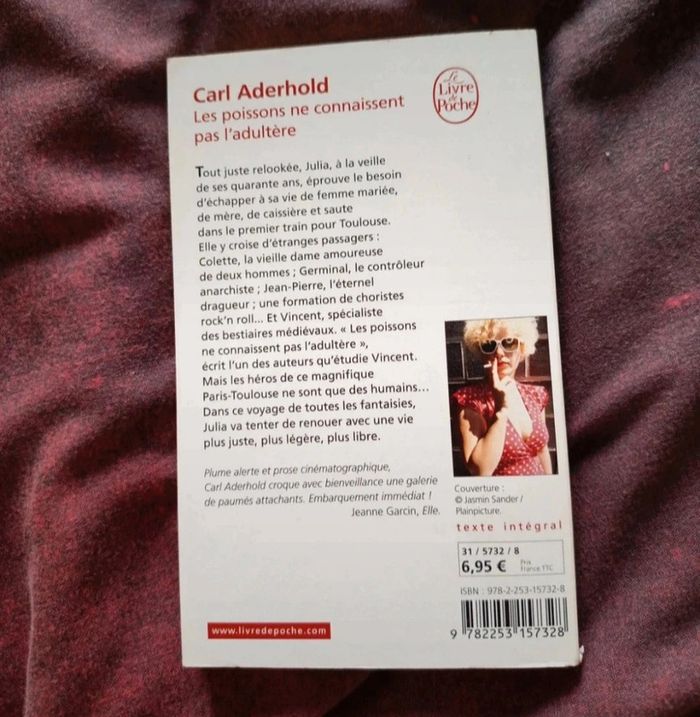 Carl Aderhold
Les poissons ne connaissent
pas l'adultère
Le
Livre
de
Poche
Tout juste relookée, Julia, à la veille
de ses quarante ans, éprouve le besoin
d'échapper à sa vie de femme mariée,
de mère, de caissière et saute
dans le premier train pour Toulouse.
Elle y croise d'étranges passagers :
Colette, la vieille dame amoureuse
de deux hommes ; Germinal, le contrôleur
anarchiste ; Jean-Pierre, l'éternel
dragueur ; une formation de choristes
rock'n roll... Et Vincent, spécialiste
des bestiaires médiévaux. « Les poissons
ne connaissent pas l'adultère »,
écrit l'un des auteurs qu'étudie Vincent.
Mais les héros de ce magnifique
Paris-Toulouse ne sont que des humains...
Dans ce voyage de toutes les fantaisies,
Julia va tenter de renouer avec une vie
plus juste, plus légère, plus libre.
Plume alerte et prose cinématographique,
Carl Aderhold croque avec bienveillance une galerie
de paumés attachants. Embarquement immédiat !
Jeanne Garcin, Elle.
Couverture :
© Jasmin Sander /
Plainpicture.
texte intégral
31 / 5732 / 8
6,95 € Prix
France TTC
ISBN : 978-2-253-15732-8
9 782253 157328
www.livredepoche.com